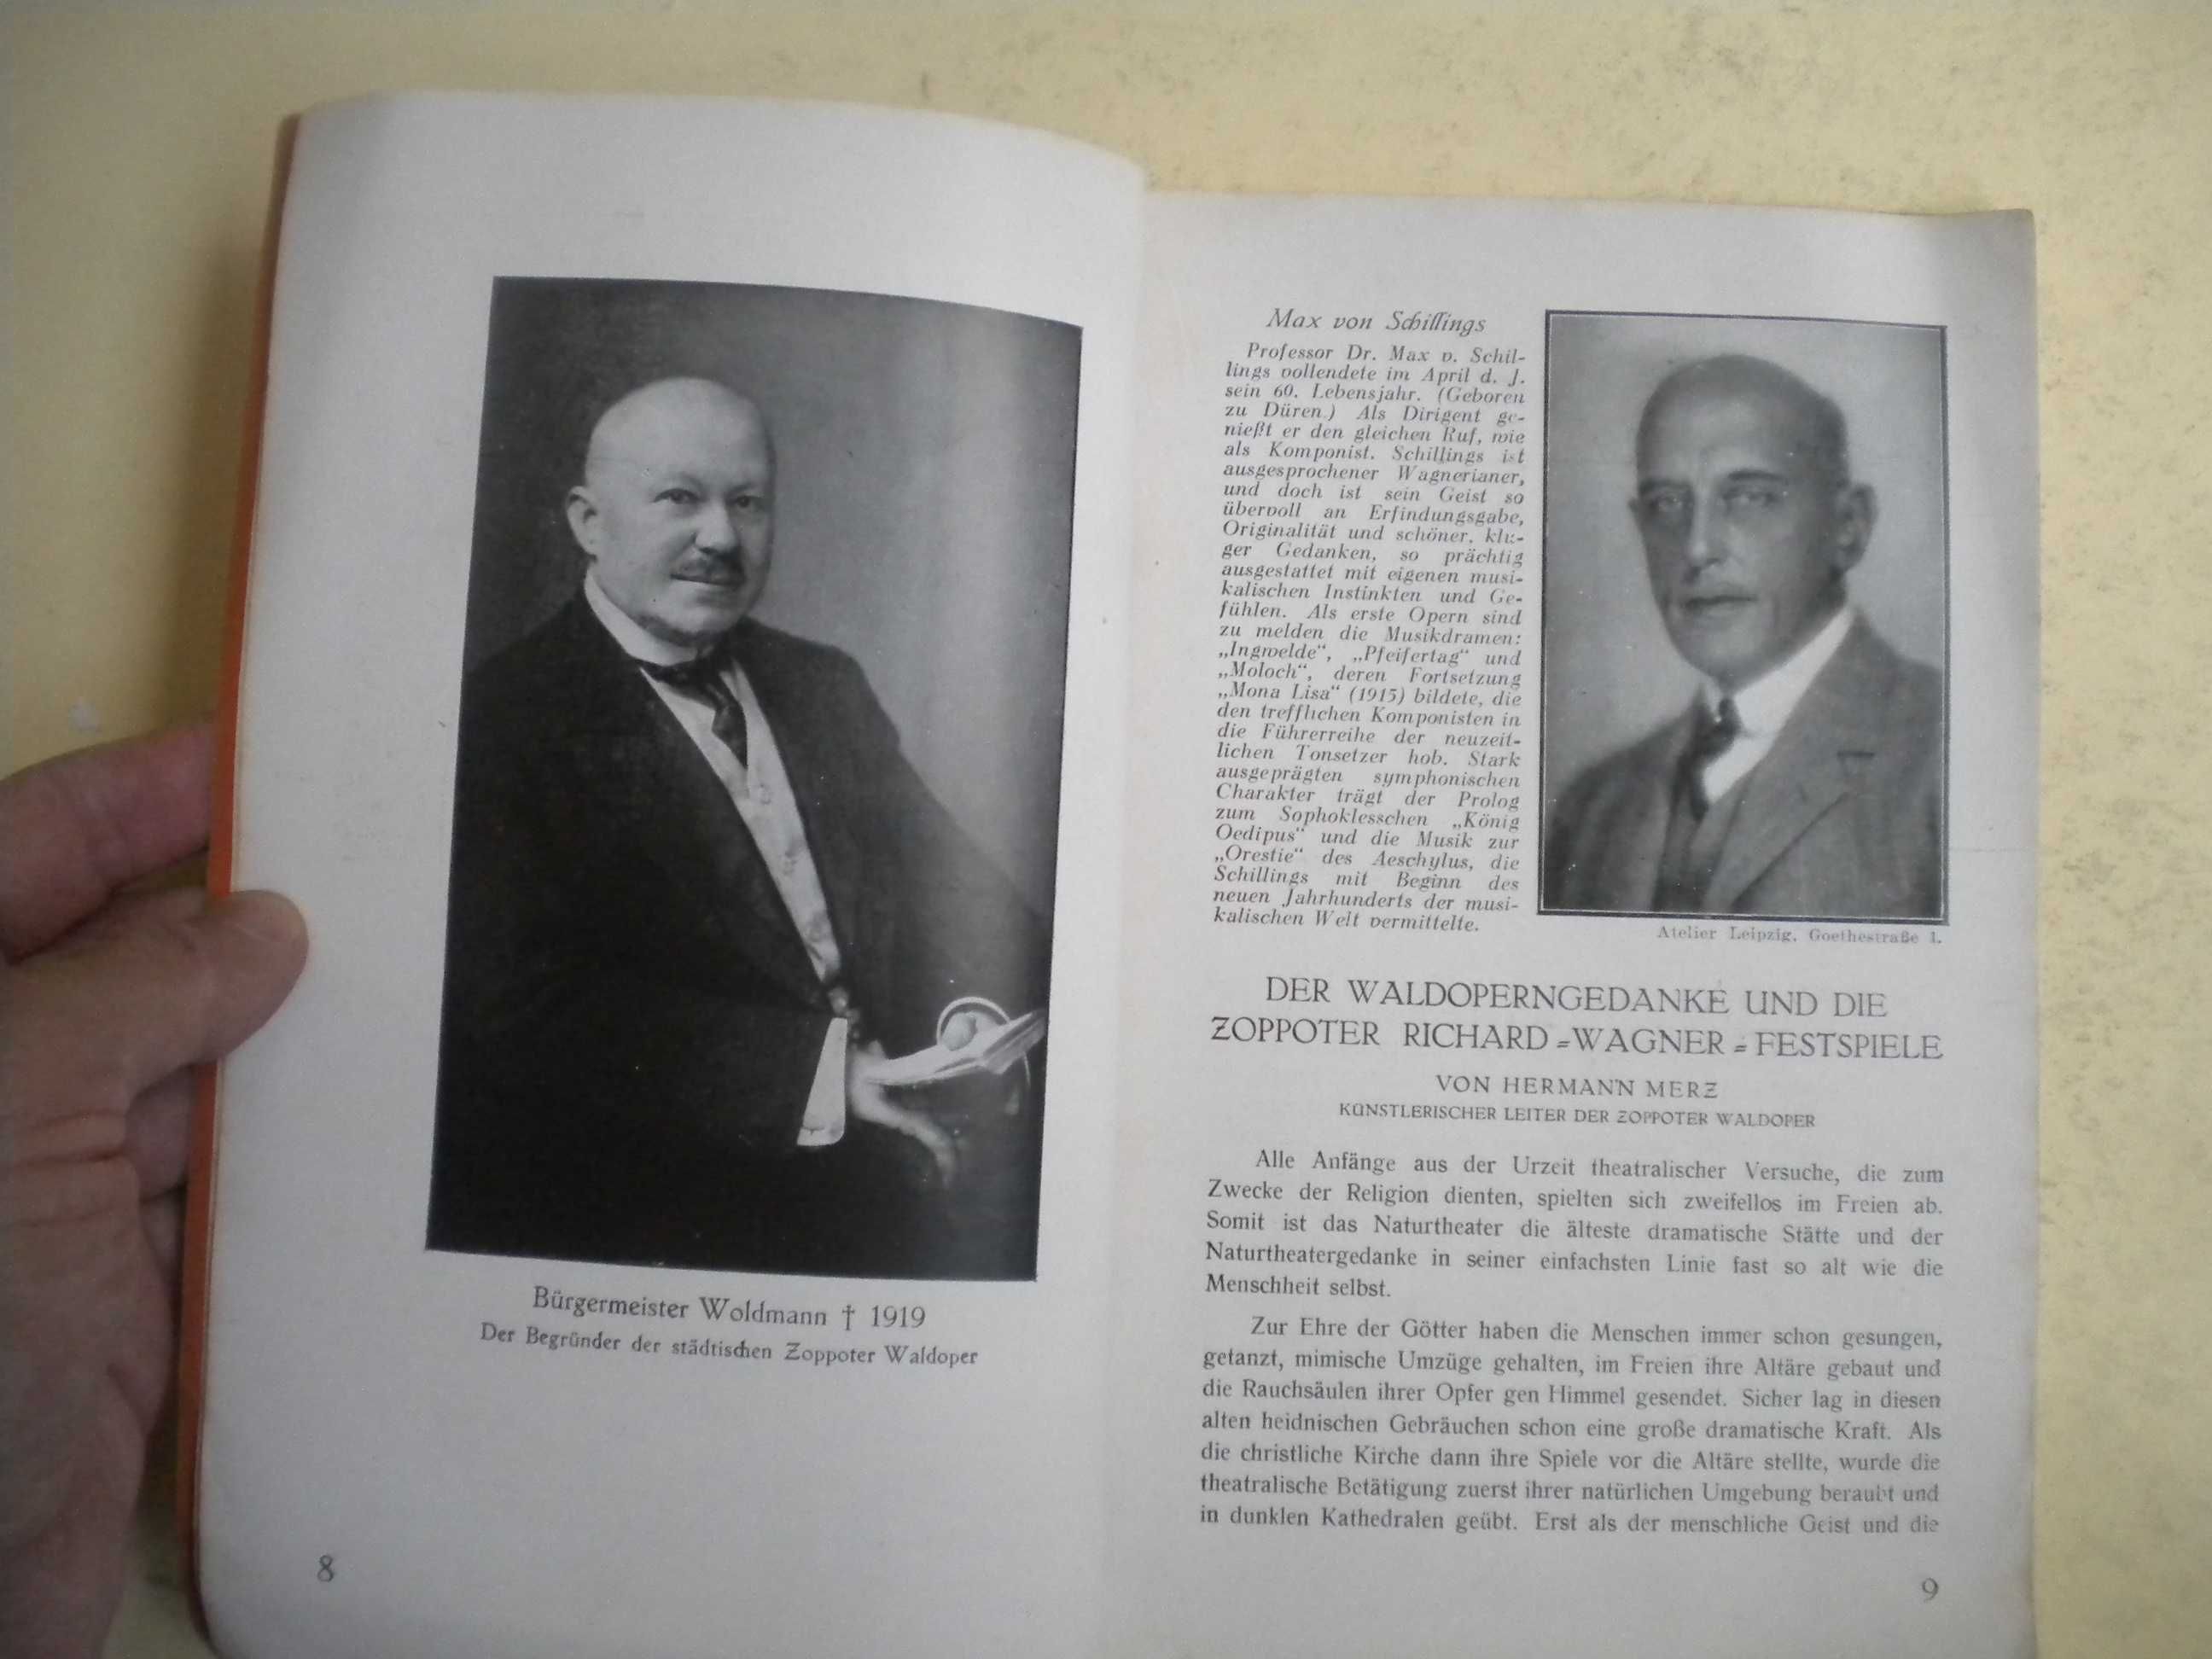 Bürgermeister Woldmann † 1919
Der Begründer der städtischen Zoppoter Waldoper
8
Max von Schillings
Professor Dr. Max v. Schil-
lings vollendete im April d. J.
sein 60. Lebensjahr. (Geboren
zu Düren.) Als Dirigent ge-
nießt er den gleichen Ruf, wie
als Komponist. Schillings ist
ausgesprochener Wagnerianer,
und doch ist sein Geist so
übervoll an Erfindungsgabe,
Originalität und schöner, klu-
ger Gedanken, so prächtig
ausgestattet mit eigenen musi-
kalischen Instinkten und Ge-
fühlen. Als erste Opern sind
zu melden die Musikdramen:
„Ingwelde“, „Pfeifertag“ und
„Moloch“, deren Fortsetzung
„Mona Lisa“ (1915) bildete, die
den trefflichen Komponisten in
die Führerreihe der neuzeit-
lichen Tonsetzer hob. Stark
ausgeprägten symphonischen
Charakter trägt der Prolog
zum Sophoklesschen „König
Oedipus“ und die Musik zur
„Orestie“ des Aeschylus, die
Schillings mit Beginn des
neuen Jahrhunderts der musi-
kalischen Welt vermittelte.
Atelier Leipzig, Goethestraße 1.
DER WALDOPERNGEDANKE UND DIE
ZOPPOTER RICHARD=WAGNER=FESTSPIELE
VON HERMANN MERZ
KÜNSTLERISCHER LEITER DER ZOPPOTER WALDOPER
Alle Anfänge aus der Urzeit theatralischer Versuche, die zum
Zwecke der Religion dienten, spielten sich zweifellos im Freien ab.
Somit ist das Naturtheater die älteste dramatische Stätte und der
Naturtheatergedanke in seiner einfachsten Linie fast so alt wie die
Menschheit selbst.
Zur Ehre der Götter haben die Menschen immer schon gesungen,
getanzt, mimische Umzüge gehalten, im Freien ihre Altäre gebaut und
die Rauchsäulen ihrer Opfer gen Himmel gesendet. Sicher lag in diesen
alten heidnischen Gebräuchen schon eine große dramatische Kraft. Als
die christliche Kirche dann ihre Spiele vor die Altäre stellte, wurde die
theatralische Betätigung zuerst ihrer natürlichen Umgebung beraubt und
in dunklen Kathedralen geübt. Erst als der menschliche Geist und die
9